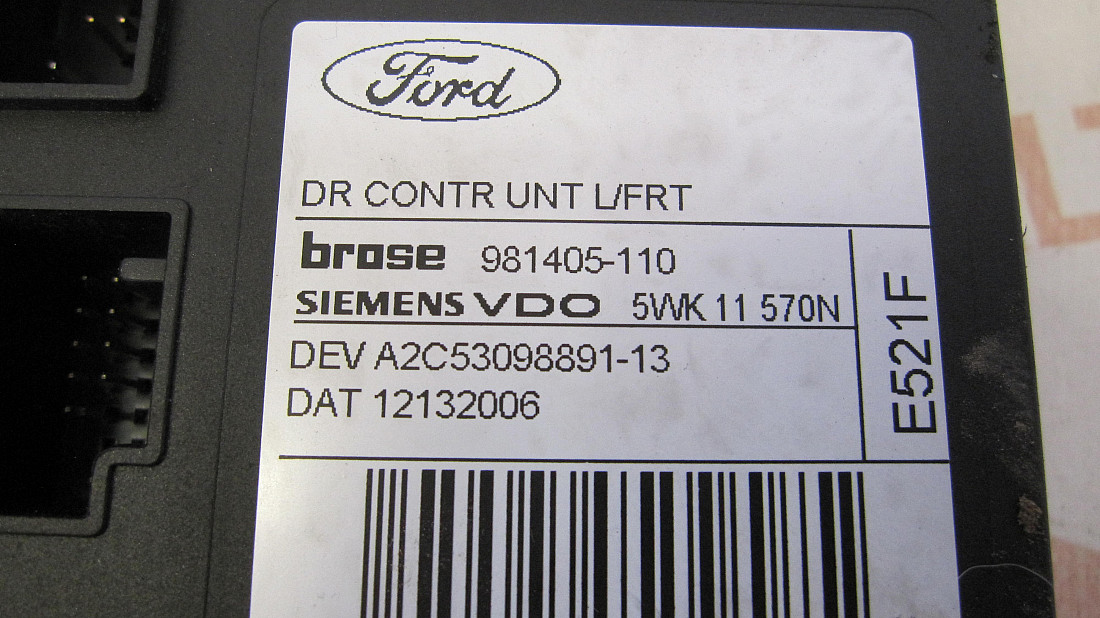 Ford
DR CONTR UNT L/FRT
brose 981405-110
SIEMENS VDO 5WK 11 570N
DEV A2C53098891-13
DAT 12132006
E521F